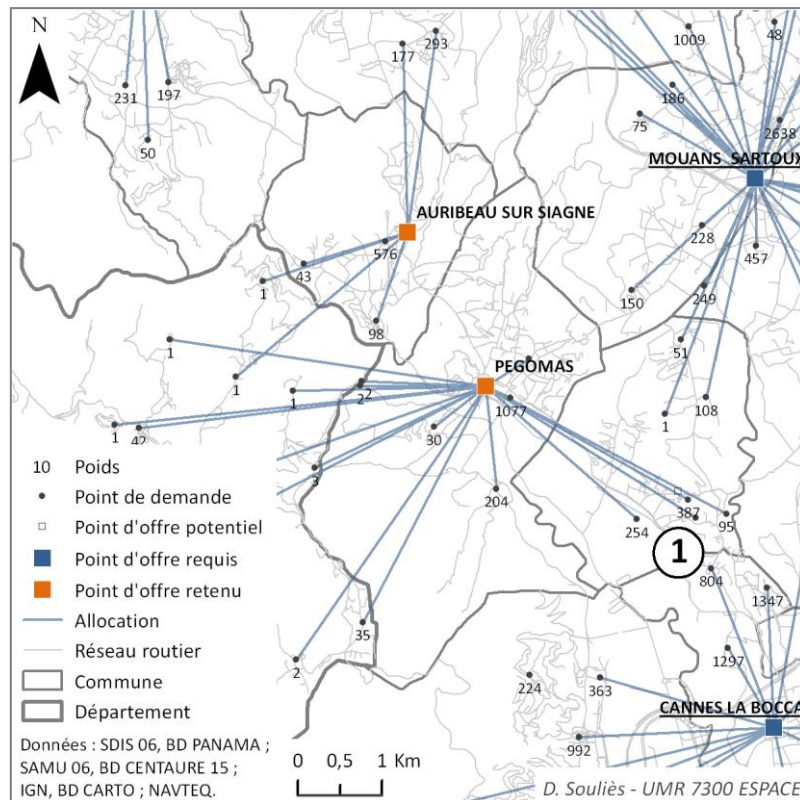 N
293
177
1009
48
231
197
186
75
2638
50
MOUANS SARTOUX
AURIBEAU SUR SIAGNE
228
576
457
43
1
249
150
98
51
1
PEGOMAS
1
1
2
2
1077
108
1
1
42
30
3
204
387
95
254
1
804
1347
35
2
1297
224
363
CANNES LA BOCCA
992
10 Poids
Point de demande
Point d'offre potentiel
Point d'offre requis
Point d'offre retenu
Allocation
Réseau routier
Commune
Département
Données : SDIS 06, BD PANAMA ;
SAMU 06, BD CENTAURE 15 ;
IGN, BD CARTO ; NAVTEQ.
0 0,5 1 Km
D. Souliès - UMR 7300 ESPACE